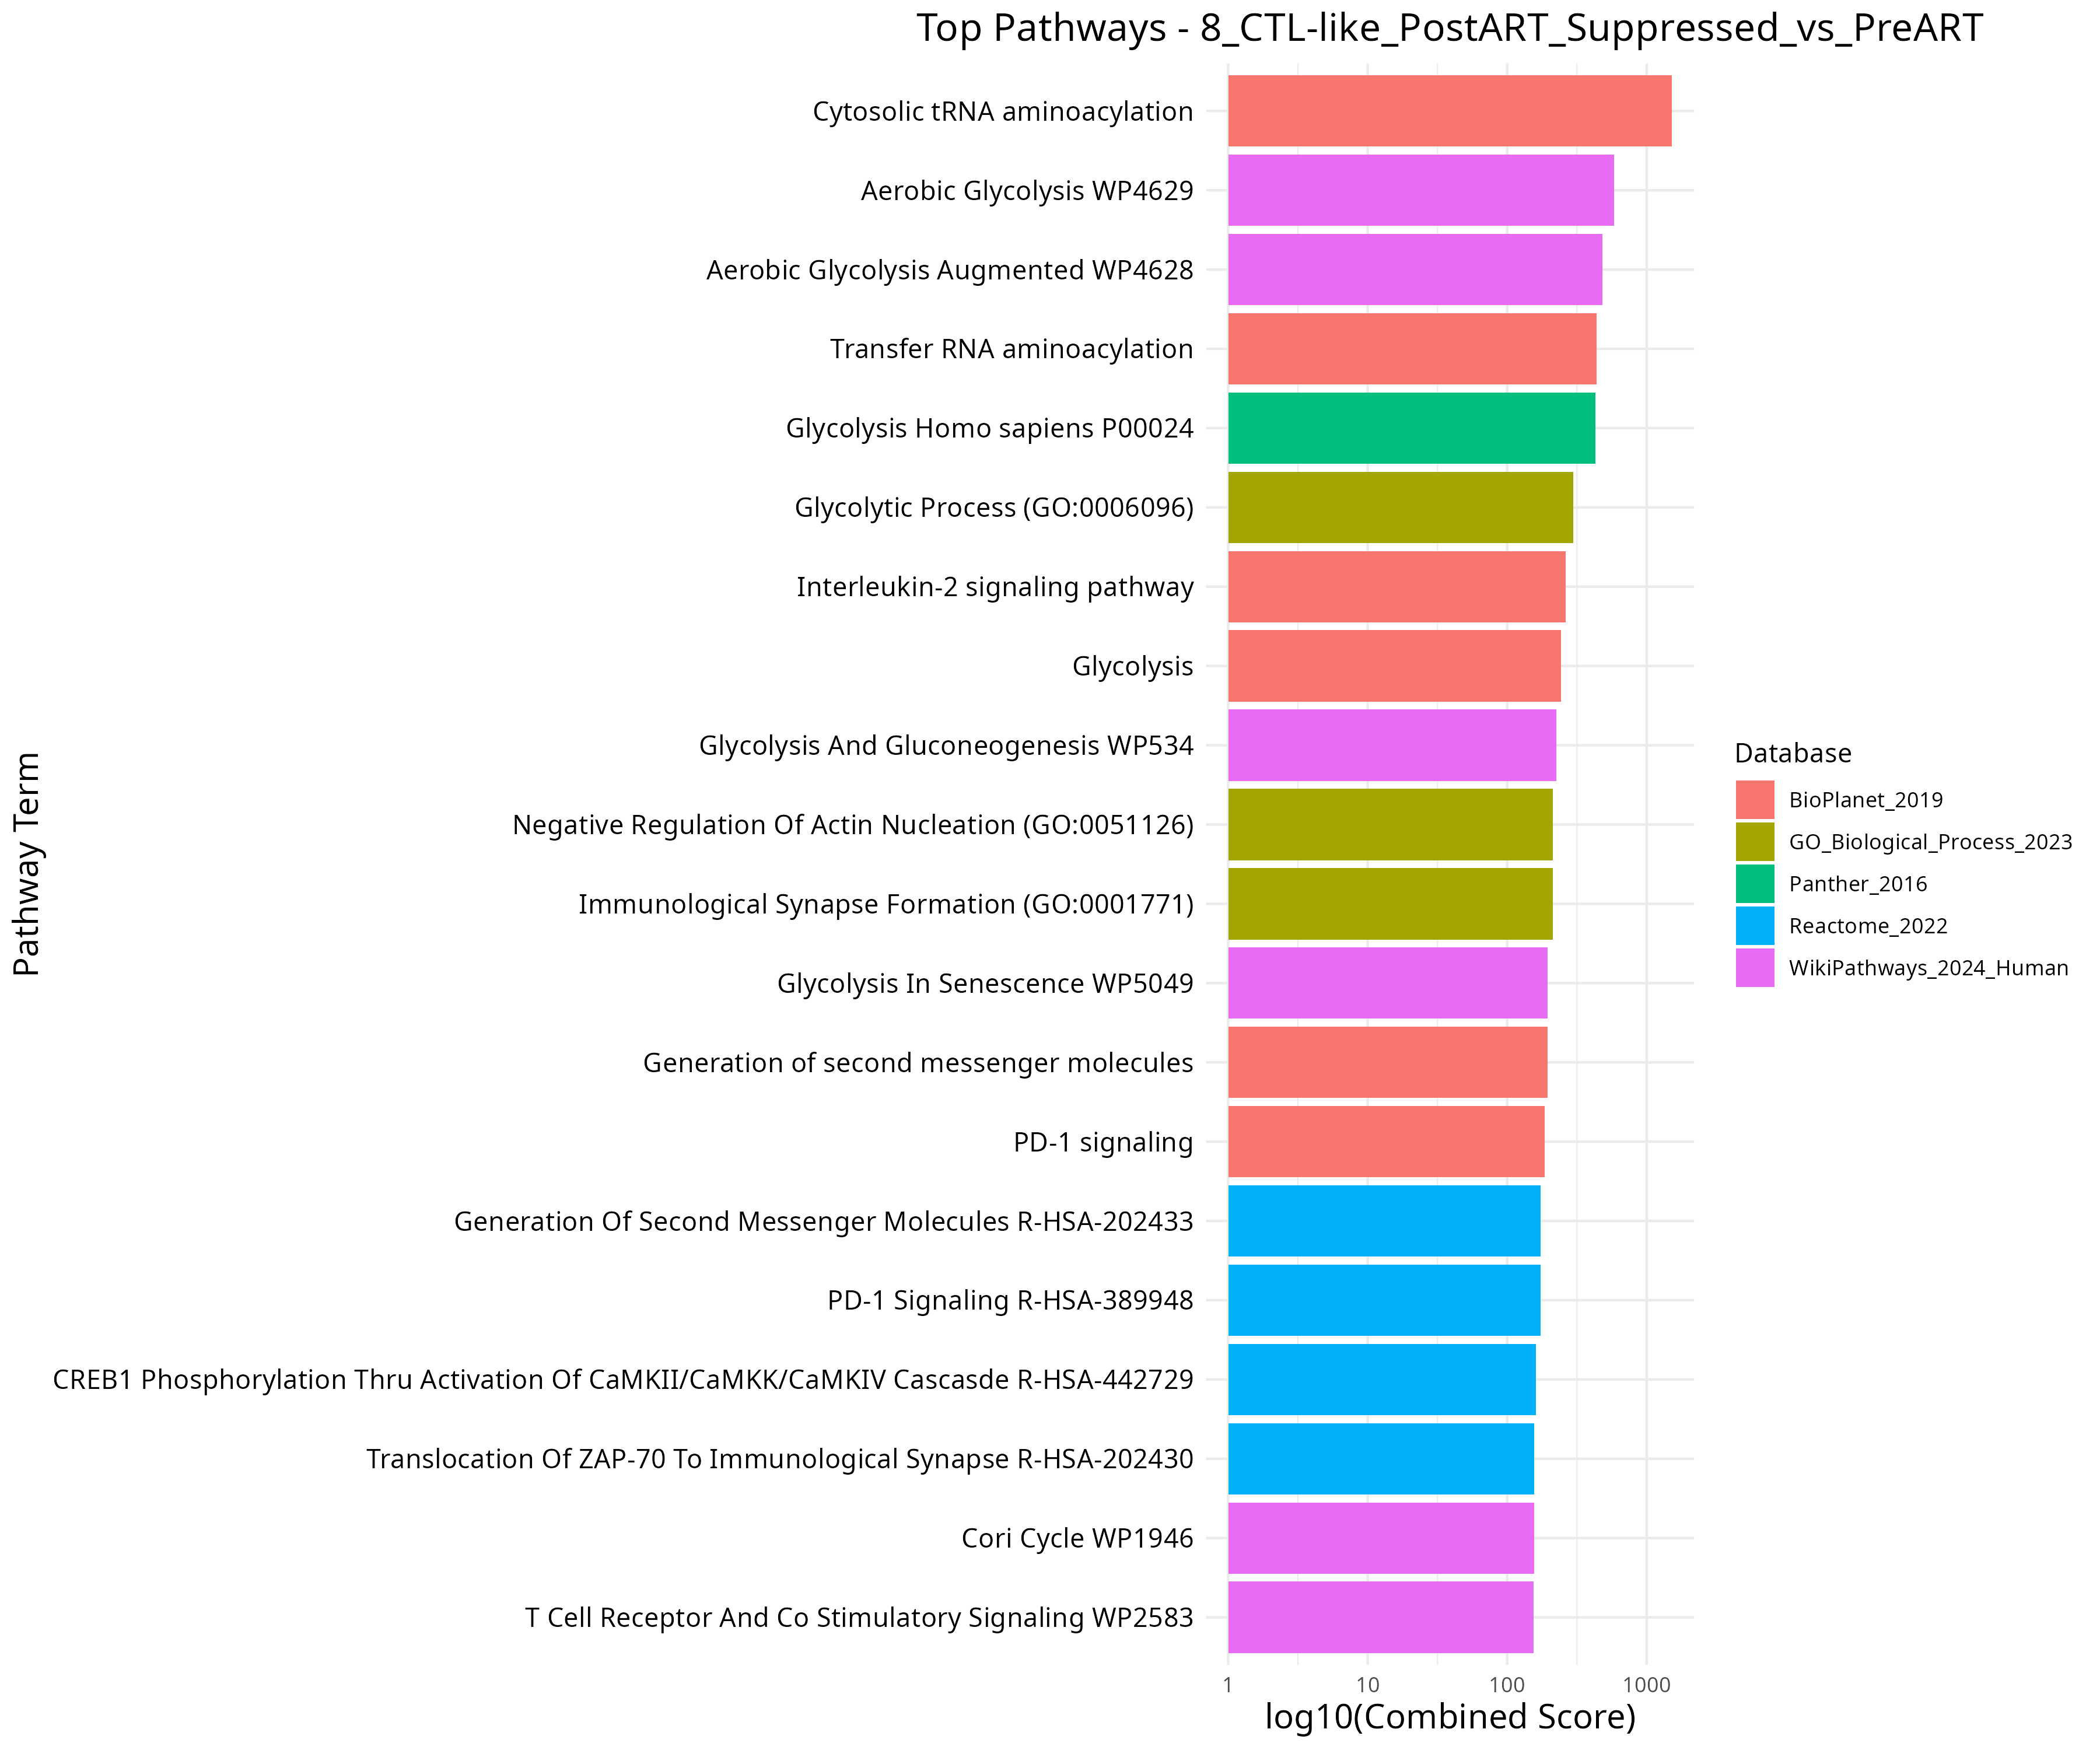 Top Pathways - 8_CTL-like_PostART_Suppressed_vs_PreART
Pathway Term
Cytosolic tRNA aminoacylation
Aerobic Glycolysis WP4629
Aerobic Glycolysis Augmented WP4628
Transfer RNA aminoacylation
Glycolysis Homo sapiens P00024
Glycolytic Process (GO:0006096)
Interleukin-2 signaling pathway
Glycolysis
Glycolysis And Gluconeogenesis WP534
Negative Regulation Of Actin Nucleation (GO:0051126)
Immunological Synapse Formation (GO:0001771)
Glycolysis In Senescence WP5049
Generation of second messenger molecules
PD-1 signaling
Generation Of Second Messenger Molecules R-HSA-202433
PD-1 Signaling R-HSA-389948
CREB1 Phosphorylation Thru Activation Of CaMKII/CaMKK/CaMKIV Cascasde R-HSA-442729
Translocation Of ZAP-70 To Immunological Synapse R-HSA-202430
Cori Cycle WP1946
T Cell Receptor And Co Stimulatory Signaling WP2583
1 10 100 1000
log10(Combined Score)
Database
BioPlanet_2019
GO_Biological_Process_2023
Panther_2016
Reactome_2022
WikiPathways_2024_Human